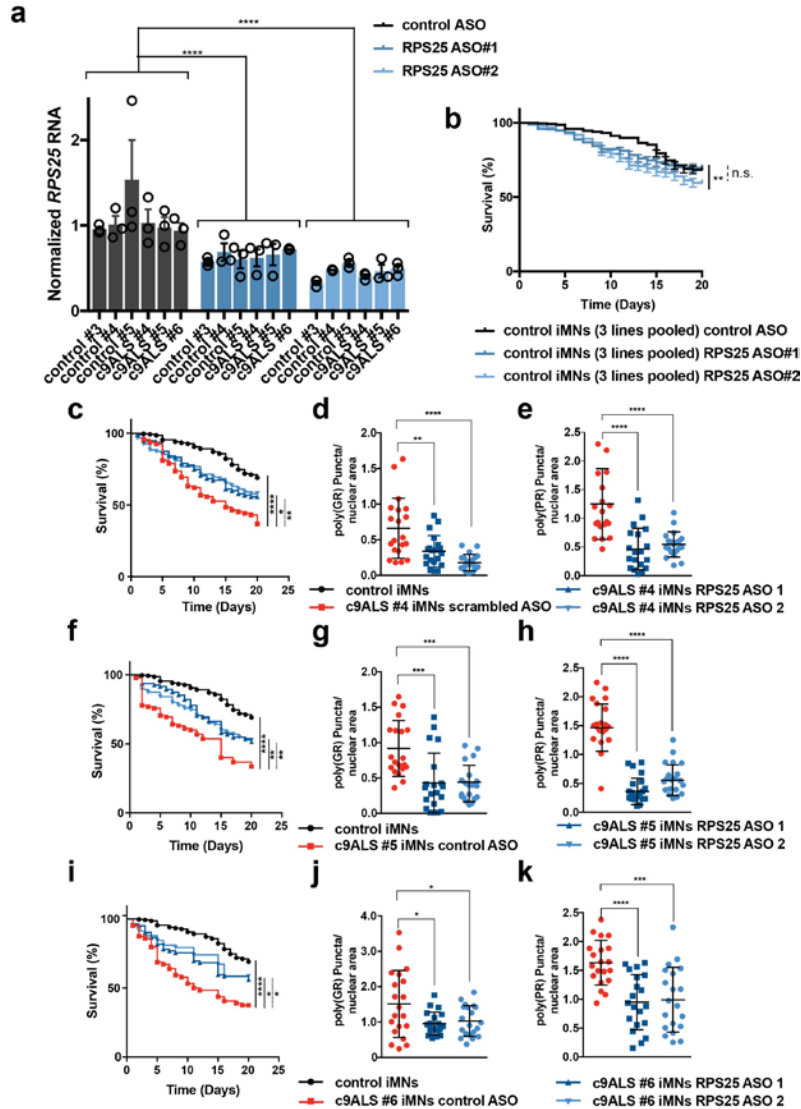 a
****
****
control ASO
RPS25 ASO#1
RPS25 ASO#2
Normalized RPS25 RNA
2
1
0
control #3
control #4
control #5
c9ALS #4
c9ALS #5
c9ALS #6
control #3
control #4
control #5
c9ALS #4
c9ALS #5
c9ALS #6
control #3
control #4
control #5
c9ALS #4
c9ALS #5
c9ALS #6
b
Survival (%)
100
50
0
0 5 10 15 20
Time (Days)
** n.s.
control iMNs (3 lines pooled) control ASO
control iMNs (3 lines pooled) RPS25 ASO#1
control iMNs (3 lines pooled) RPS25 ASO#2
c
Survival (%)
100
50
0
0 5 10 15 20 25
Time (Days)
**** * **
d
poly(GR) Puncta/
nuclear area
2.0
1.5
1.0
0.5
0.0
****
**
e
poly(PR) Puncta/
nuclear area
2.5
2.0
1.5
1.0
0.5
0.0
****
****
control iMNs
c9ALS #4 iMNs scrambled ASO
c9ALS #4 iMNs RPS25 ASO 1
c9ALS #4 iMNs RPS25 ASO 2
f
Survival (%)
100
50
0
0 5 10 15 20 25
Time (Days)
**** ** **
g
poly(GR) Puncta/
nuclear area
2.0
1.5
1.0
0.5
0.0
***
***
h
poly(PR) Puncta/
nuclear area
2.5
2.0
1.5
1.0
0.5
0.0
****
****
control iMNs
c9ALS #5 iMNs control ASO
c9ALS #5 iMNs RPS25 ASO 1
c9ALS #5 iMNs RPS25 ASO 2
i
Survival (%)
100
50
0
0 5 10 15 20 25
Time (Days)
**** * *
j
poly(GR) Puncta/
nuclear area
4.0
3.0
2.0
1.0
0.0
*
*
k
poly(PR) Puncta/
nuclear area
2.5
2.0
1.5
1.0
0.5
0.0
***
****
control iMNs
c9ALS #6 iMNs control ASO
c9ALS #6 iMNs RPS25 ASO 1
c9ALS #6 iMNs RPS25 ASO 2